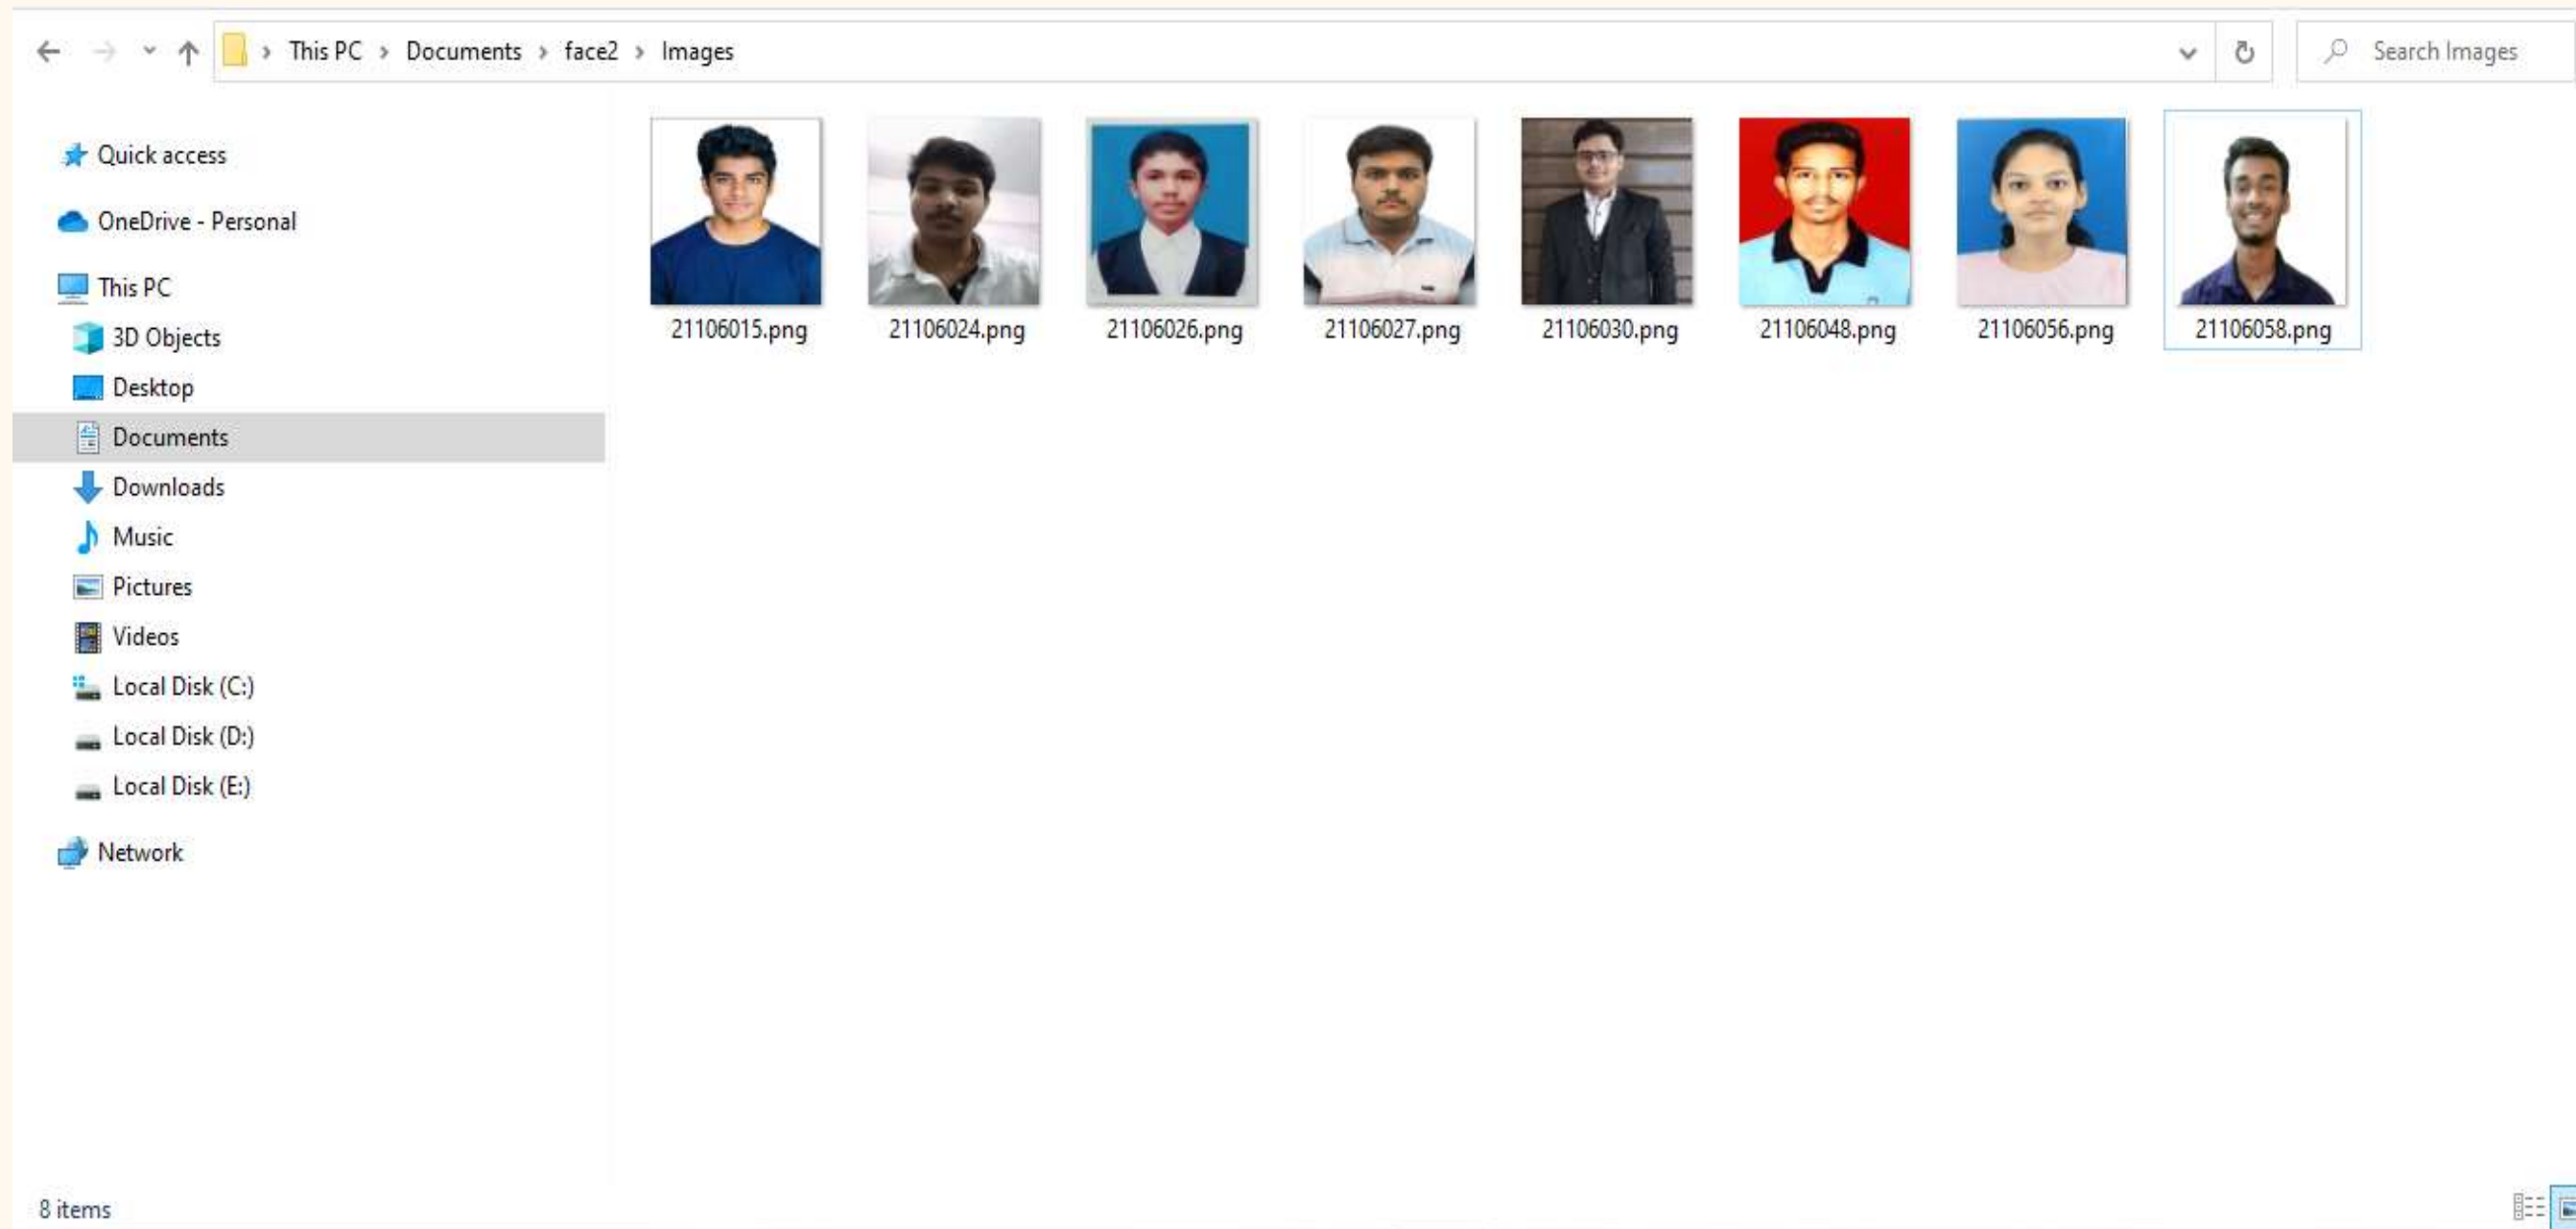 This PC > Documents > face2 > Images
Search Images
Quick access
OneDrive - Personal
This PC
3D Objects
Desktop
Documents
Downloads
Music
Pictures
Videos
Local Disk (C:)
Local Disk (D:)
Local Disk (E:)
Network
21106015.png 21106024.png 21106026.png 21106027.png 21106030.png 21106048.png 21106056.png 21106058.png
8 items